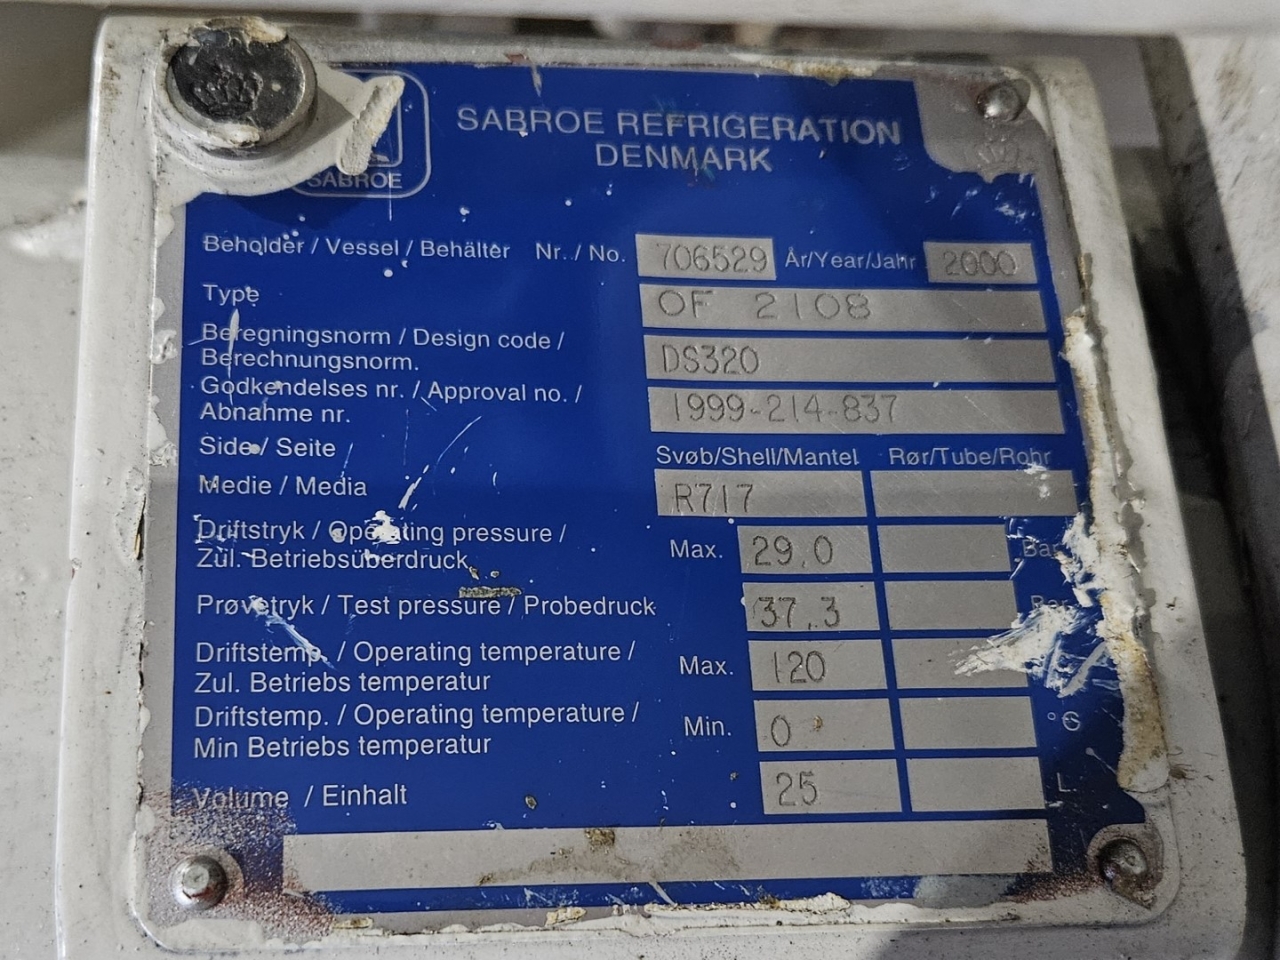 SABROE
SABROE REFRIGERATION
DENMARK
Beholder / Vessel / Behälter Nr. / No. 706529 År/Year/Jahr 2000
Type OF 2108
Beregningsnorm / Design code /
Berechnungsnorm. DS320
Godkendelses nr. / Approval no. /
Abnahme nr. 1999-214-837
Side / Seite Svøb/Shell/Mantel Rør/Tube/Rohr
Medie / Media R717
Driftstryk / Operating pressure /
Zül. Betriebsüberdruck Max. 29.0 Bar
Prøvetryk / Test pressure / Probedruck 37.3 Bar
Driftstemp. / Operating temperature /
Zul. Betriebs temperatur Max. 120
Driftstemp. / Operating temperature /
Min Betriebs temperatur Min. 0 °C
Volume / Einhalt 25 L